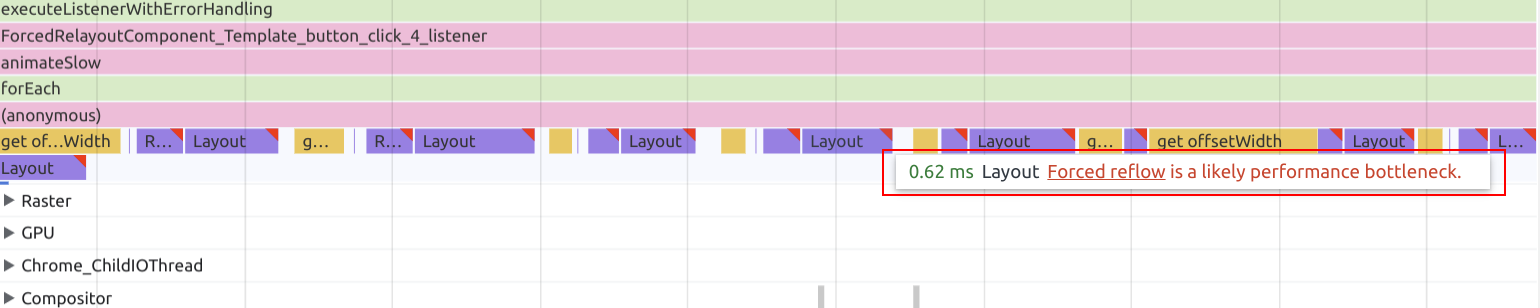 executeListenerWithErrorHandling
ForcedRelayoutComponent_Template_button_click_4_listener
animateSlow
forEach
(anonymous)
get of...Width R... Layout g... R... Layout Layout Layout Layout g... get offsetWidth Layout L...
Layout
0.62 ms Layout Forced reflow is a likely performance bottleneck.
Raster
GPU
Chrome_ChildIOThread
Compositor